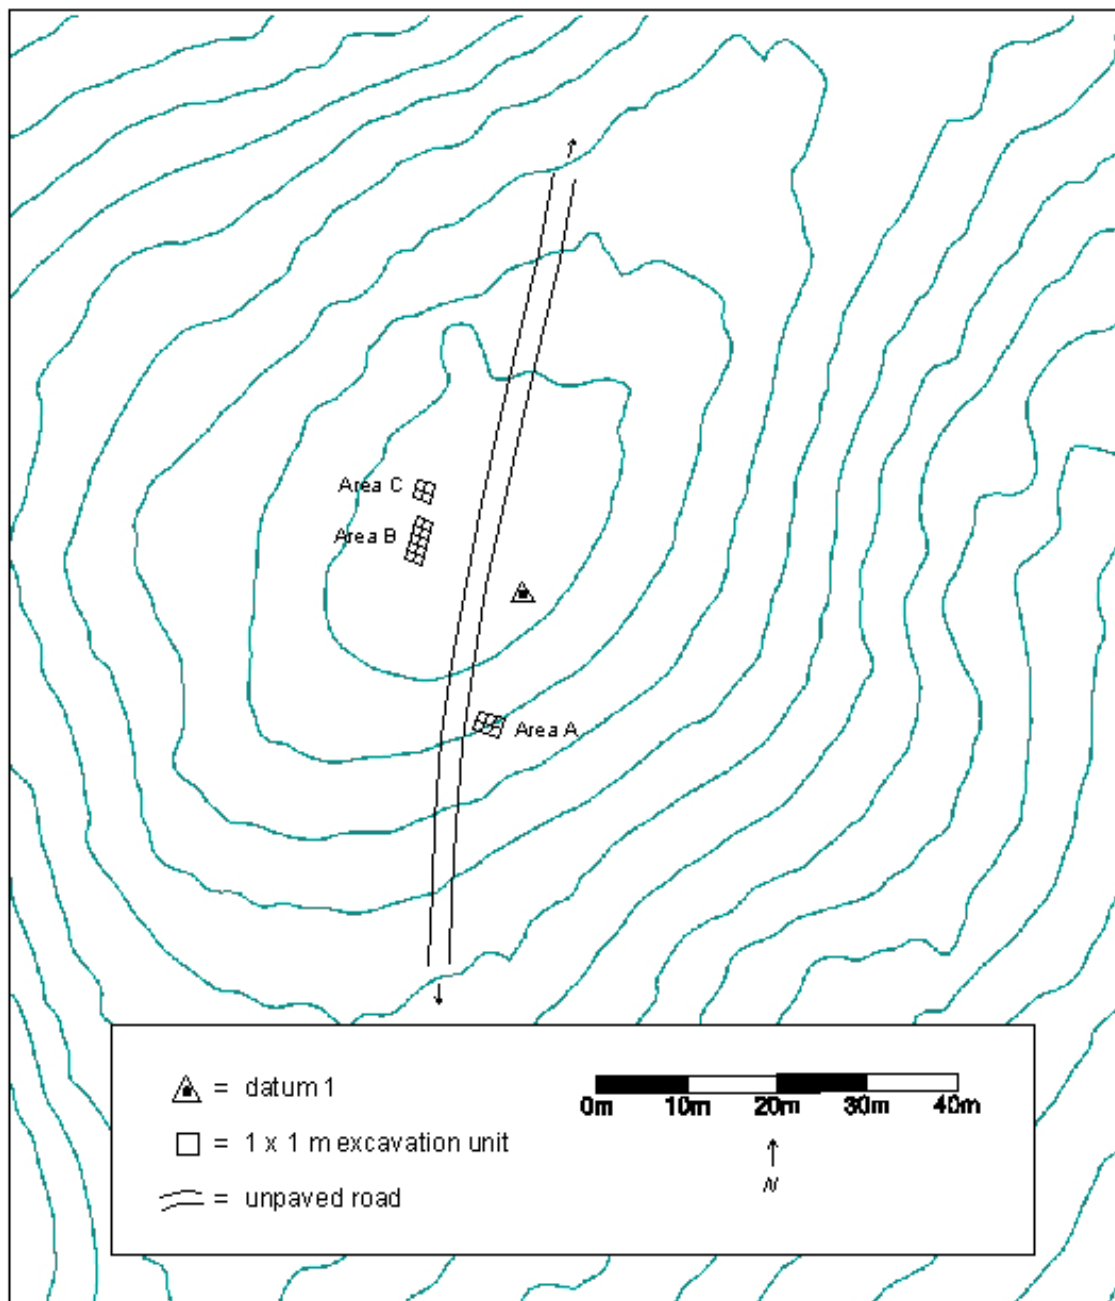 Area C
Area B
Area A
= datum 1
= 1 x 1 m excavation unit
= unpaved road
0m 10m 20m 30m 40m
N